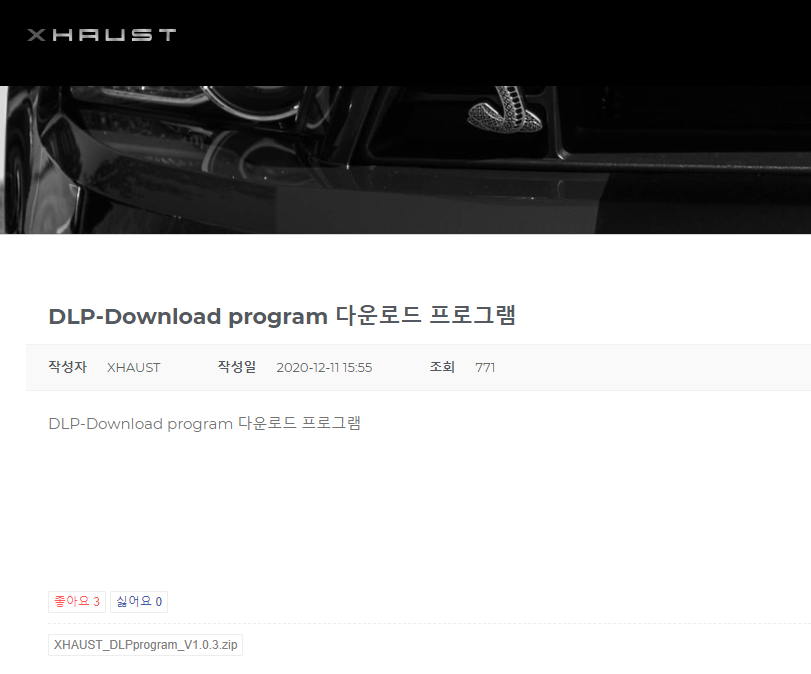 XHAUST
DLP-Download program 다운로드 프로그램
작성자 XHAUST 작성일 2020-12-11 15:55 조회 771
DLP-Download program 다운로드 프로그램
좋아요 3 싫어요 0
XHAUST_DLPprogram_V1.0.3.zip